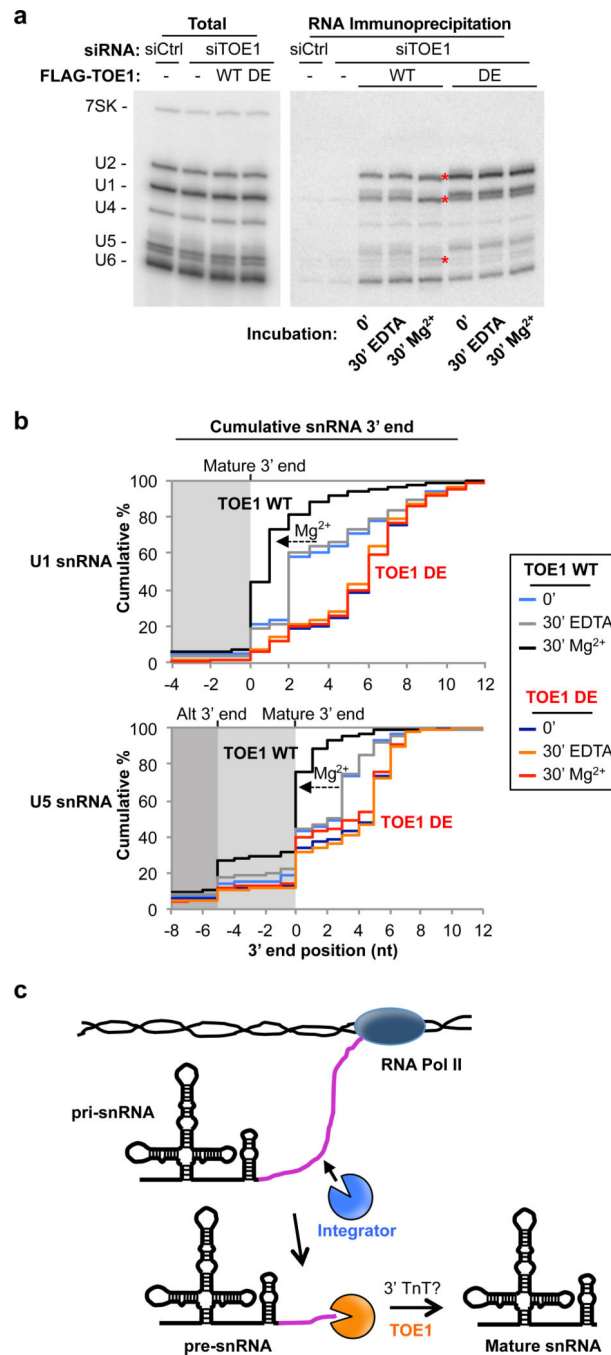 a
Total
RNA Immunoprecipitation
siRNA: siCtrl siTOE1 siCtrl siTOE1
FLAG-TOE1: - - WT DE - - WT DE
7SK -
U2 -
U1 -
U4 -
U5 -
U6 -
* * *
Incubation: 0' 30' EDTA 30' Mg2+ 0' 30' EDTA 30' Mg2+
b
Cumulative snRNA 3' end
Mature 3' end
TOE1 WT
Mg2+
TOE1 DE
U1 snRNA
Cumulative %
100
80
60
40
20
0
-4 -2 0 2 4 6 8 10 12
Alt 3' end Mature 3' end
TOE1 WT
Mg2+
TOE1 DE
U5 snRNA
Cumulative %
100
80
60
40
20
0
-8 -6 -4 -2 0 2 4 6 8 10 12
3' end position (nt)
TOE1 WT
0'
30' EDTA
30' Mg2+
TOE1 DE
0'
30' EDTA
30' Mg2+
c
RNA Pol II
pri-snRNA
Integrator
3' TnT?
TOE1
pre-snRNA
Mature snRNA